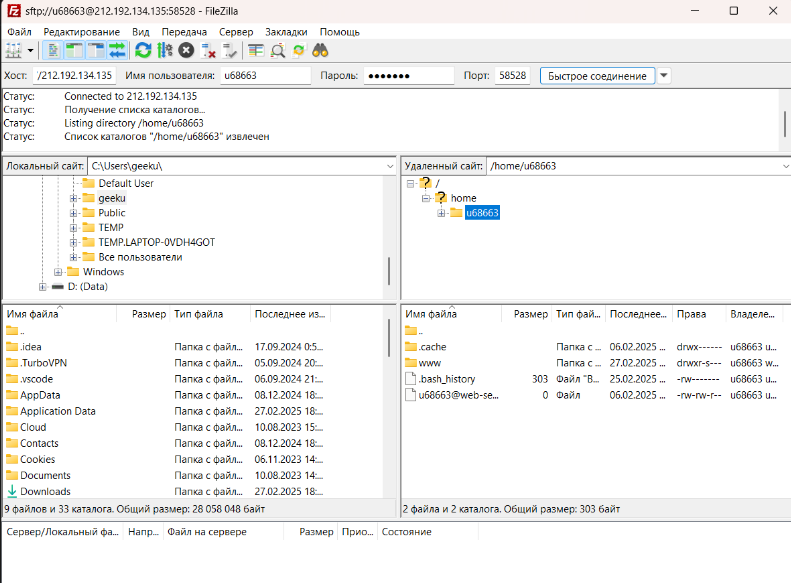 sftp://u68663@212.192.134.135:58528 - FileZilla
Файл Редактирование Вид Передача Сервер Закладки Помощь
Хост: /212.192.134.135 Имя пользователя: u68663 Пароль: ●●●●●●● Порт: 58528 Быстрое соединение
Статус: Connected to 212.192.134.135
Статус: Получение списка каталогов...
Статус: Listing directory /home/u68663
Статус: Список каталогов "/home/u68663" извлечен
Локальный сайт: C:\Users\geeku\
Default User
geeku
Public
TEMP
TEMP.LAPTOP-0VDH4GOT
Все пользователи
Windows
D: (Data)
Удаленный сайт: /home/u68663
/
home
u68663
Имя файла Размер Тип файла Последнее из...
..
.idea Папка с файл... 17.09.2024 0:5...
.TurboVPN Папка с файл... 05.09.2024 20:...
.vscode Папка с файл... 06.09.2024 21:...
AppData Папка с файл... 08.12.2024 18:...
Application Data Папка с файл... 27.02.2025 18:...
Cloud Папка с файл... 10.08.2023 15:...
Contacts Папка с файл... 08.12.2024 18:...
Cookies Папка с файл... 06.11.2023 14:...
Documents Папка с файл... 10.08.2023 14:...
Downloads Папка с файл... 27.02.2025 18:...
9 файлов и 33 каталога. Общий размер: 28 058 048 байт
Имя файла Размер Тип фай... Последнее... Права Владеле...
..
.cache Папка с ... 06.02.2025 ... drwx------ u68663 u...
www Папка с ... 27.02.2025 ... drwxr-s--- u68663 w...
.bash_history 303 Файл "B... 25.02.2025 ... -rw------- u68663 u...
u68663@web-se... 0 Файл 06.02.2025 ... -rw-rw-r-- u68663 u...
2 файла и 2 каталога. Общий размер: 303 байт
Сервер/Локальный фа... Напр... Файл на сервере Размер Прио... Состояние